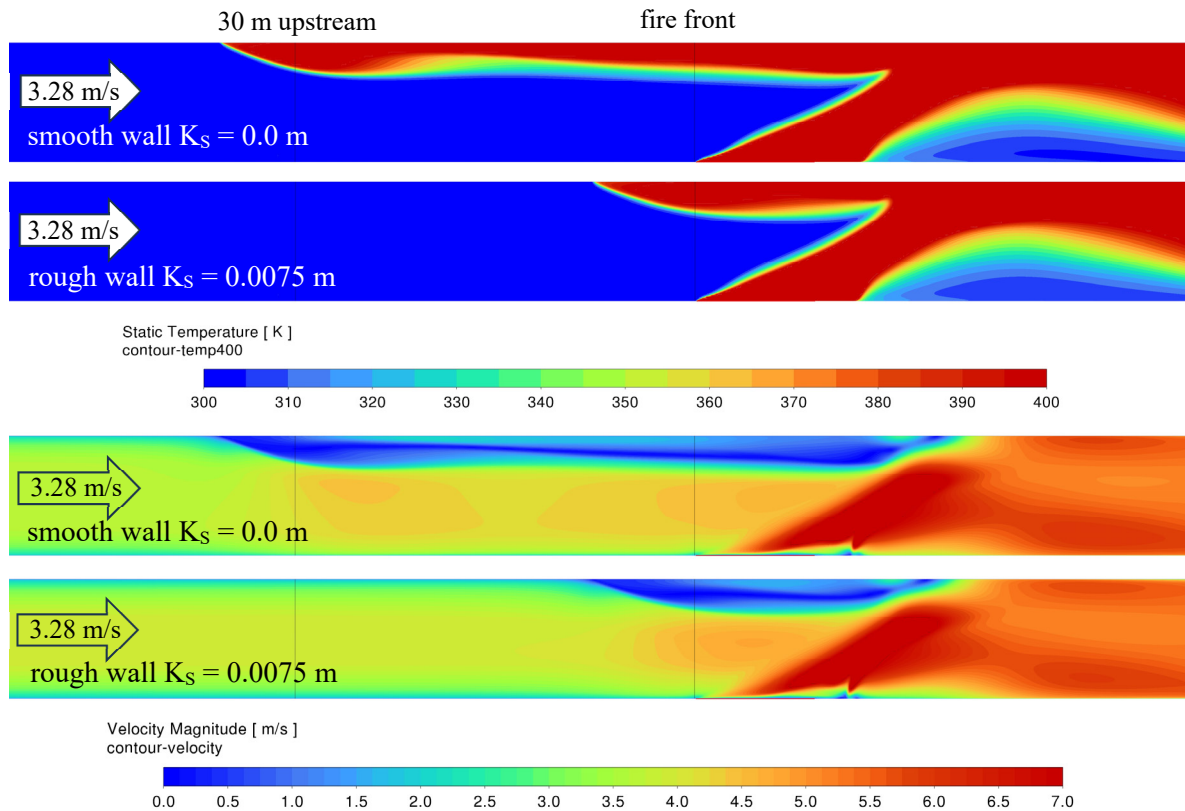 30 m upstream fire front
3.28 m/s
smooth wall K_S = 0.0 m
3.28 m/s
rough wall K_S = 0.0075 m
Static Temperature [ K ]
contour-temp400
300 310 320 330 340 350 360 370 380 390 400
3.28 m/s
smooth wall K_S = 0.0 m
3.28 m/s
rough wall K_S = 0.0075 m
Velocity Magnitude [ m/s ]
contour-velocity
0.0 0.5 1.0 1.5 2.0 2.5 3.0 3.5 4.0 4.5 5.0 5.5 6.0 6.5 7.0